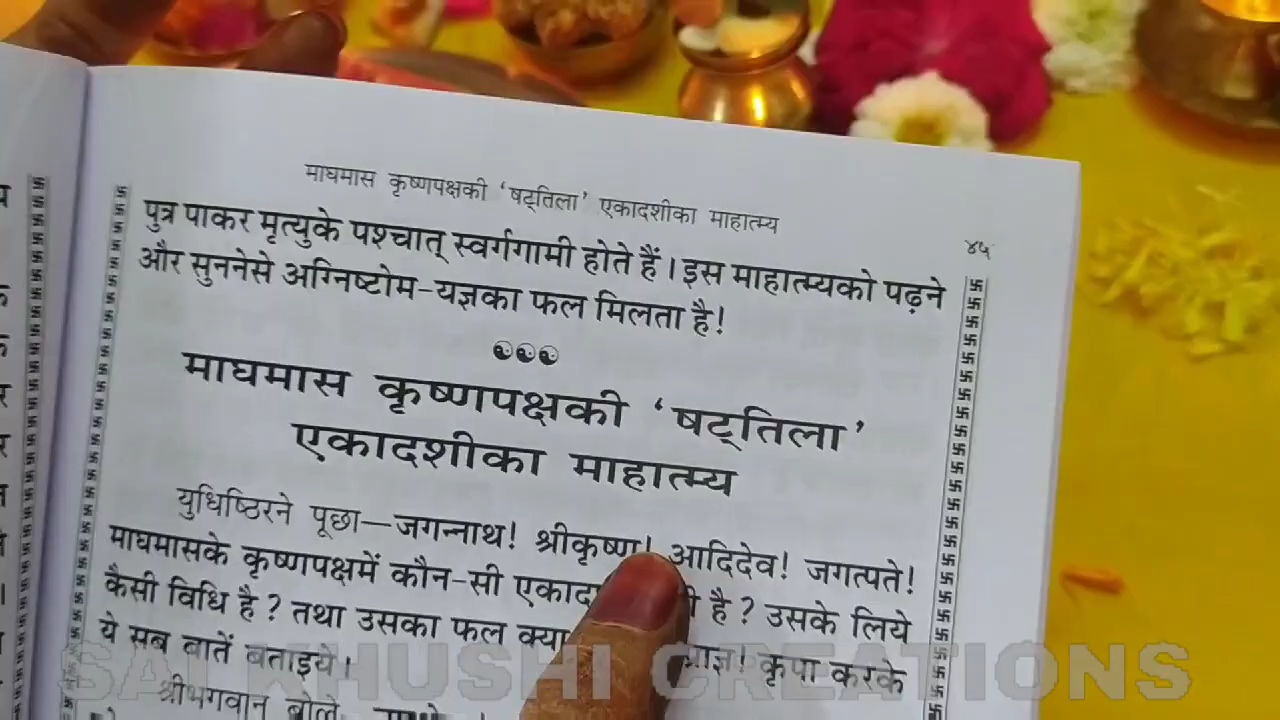 माघमास कृष्णपक्षकी ‘षट्तिला’ एकादशीका माहात्म्य
४५
पुत्र पाकर मृत्युके पश्चात् स्वर्गगामी होते हैं। इस माहात्म्यको पढ़ने
और सुननेसे अग्निष्टोम-यज्ञका फल मिलता है!
माघमास कृष्णपक्षकी ‘षट्तिला’
एकादशीका माहात्म्य
युधिष्ठिरने पूछा—जगन्नाथ! श्रीकृष्ण! आदिदेव! जगत्पते!
माघमासके कृष्णपक्षमें कौन-सी है? उसके लिये
कैसी विधि है? तथा उसका फल क्या कृपा करके
ये सब बातें बताइये।
श्रीभगवान् बोले
SAI KHUSHI CREATIONS